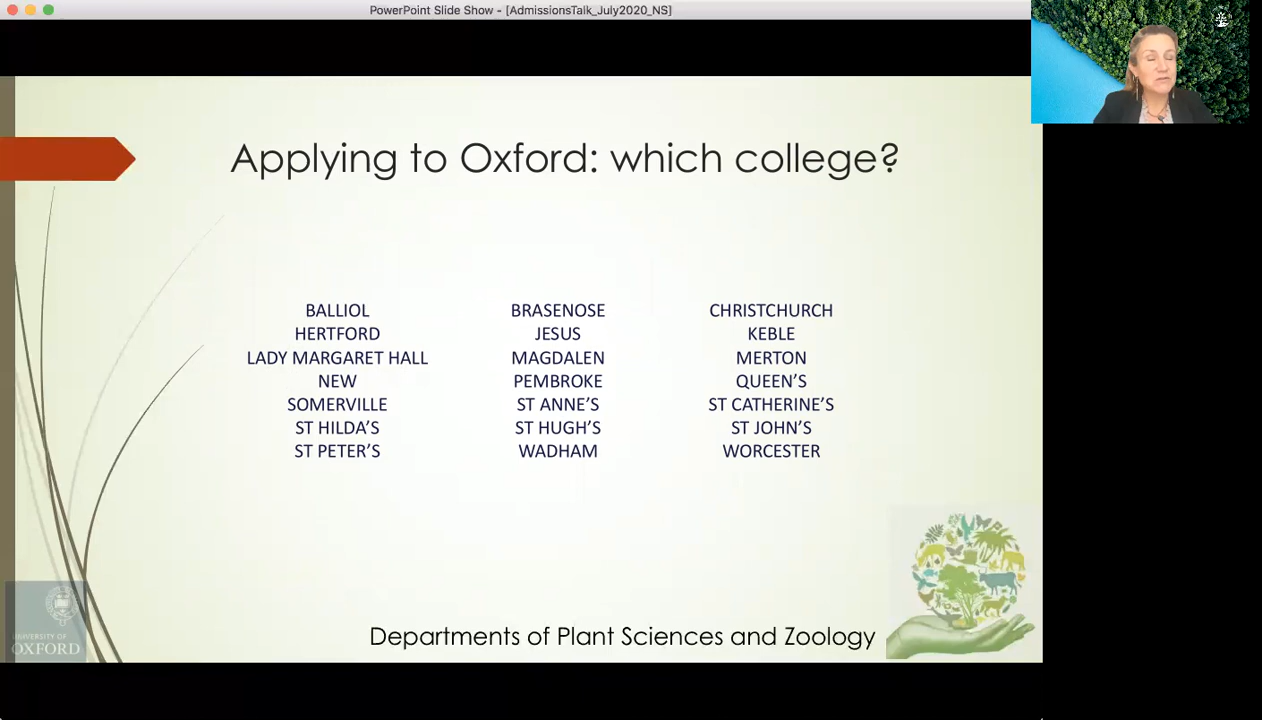 PowerPoint Slide Show - [AdmissionsTalk_July2020_NS]
Applying to Oxford: which college?
BALLIOL BRASENOSE CHRISTCHURCH
HERTFORD JESUS KEBLE
LADY MARGARET HALL MAGDALEN MERTON
NEW PEMBROKE QUEEN'S
SOMERVILLE ST ANNE'S ST CATHERINE'S
ST HILDA'S ST HUGH'S ST JOHN'S
ST PETER'S WADHAM WORCESTER
UNIVERSITY OF
OXFORD
Departments of Plant Sciences and Zoology